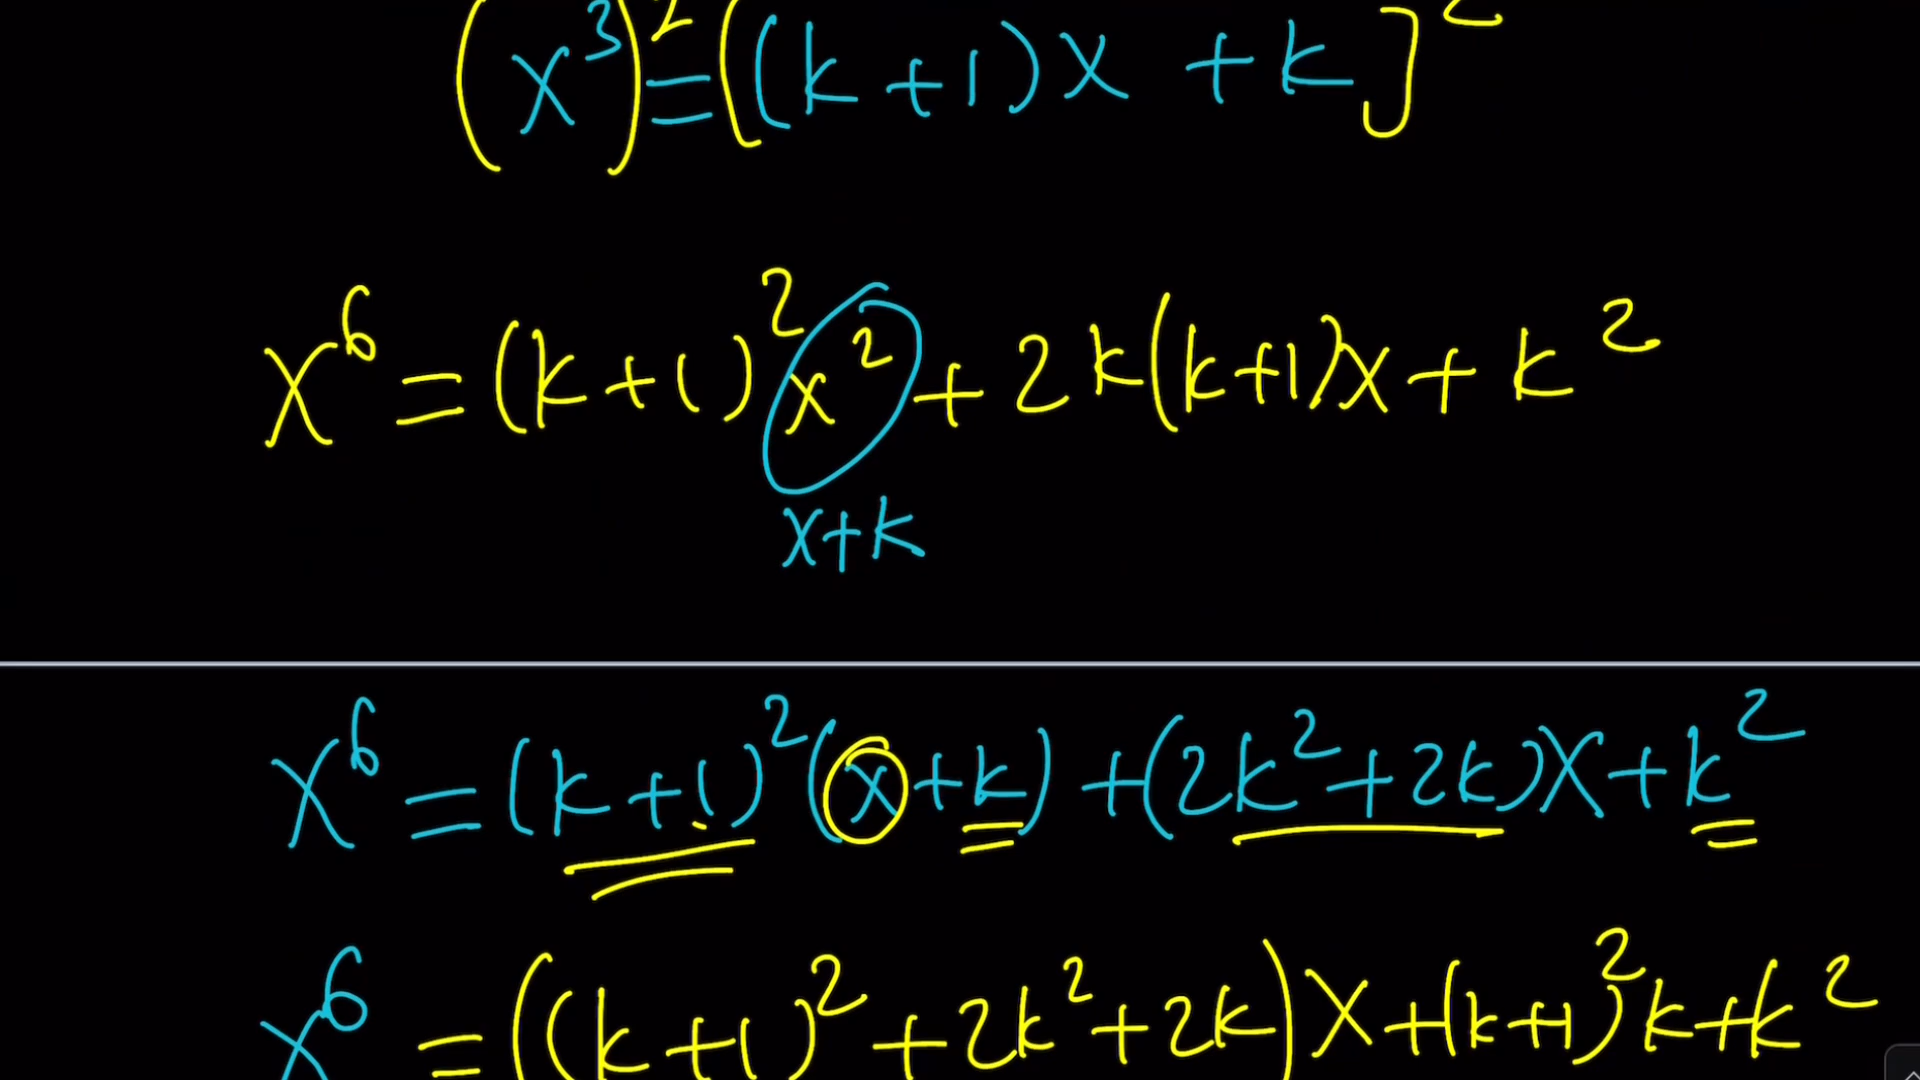 (x³)² = [(k+1)x + k]²
x⁶ = (k+1)²x² + 2k(k+1)x + k²
x+k
x⁶ = (k+1)²(x+k) + (2k²+2k)x + k²
x⁶ = ((k+1)² + 2k² + 2k)x + (k+1)²k + k²